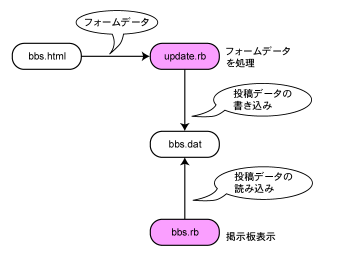 フォームデータ
bbs.html
update.rb
フォームデータ
を処理
投稿データの
書き込み
bbs.dat
投稿データの
読み込み
bbs.rb
掲示板表示